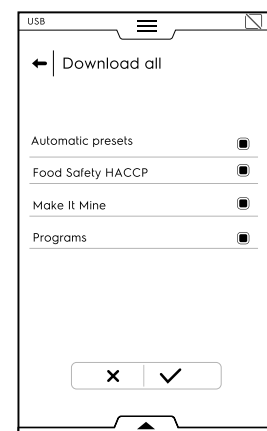 USB
Download all
Automatic presets
Food Safety HACCP
Make It Mine
Programs